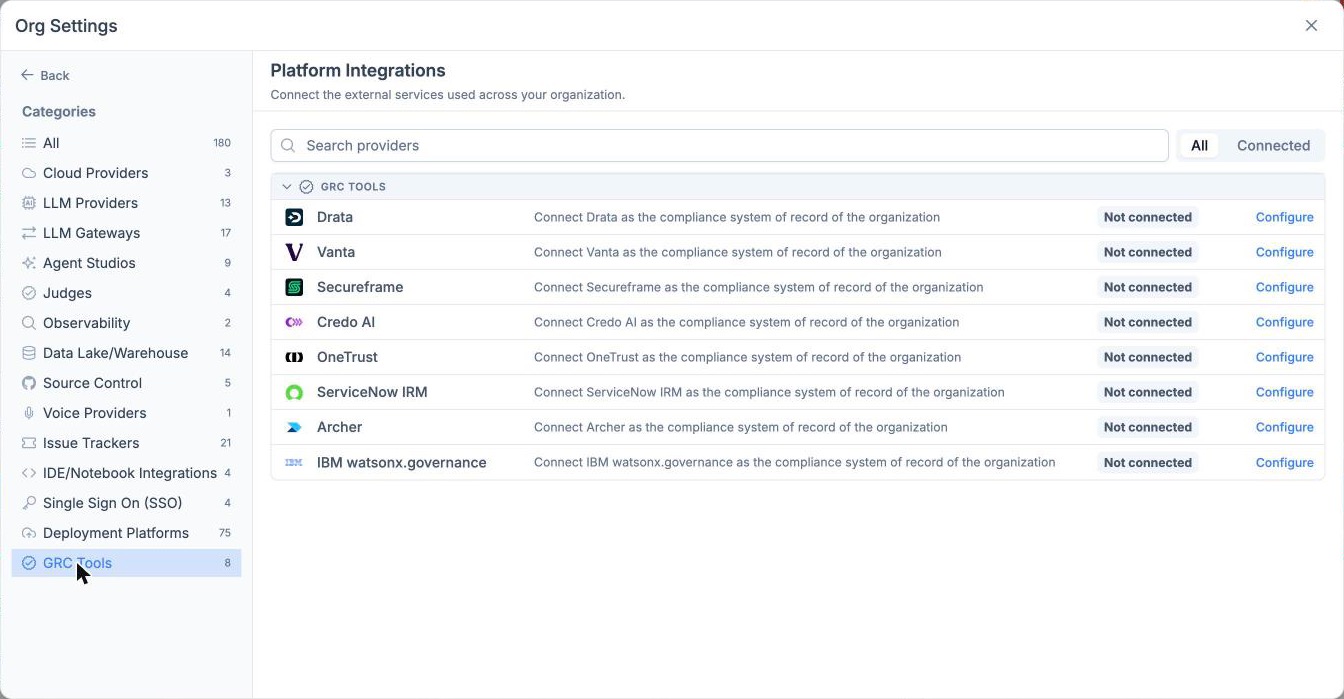 Org Settings
Back
Categories
All 180
Cloud Providers 3
LLM Providers 13
LLM Gateways 17
Agent Studios 9
Judges 4
Observability 2
Data Lake/Warehouse 14
Source Control 5
Voice Providers 1
Issue Trackers 21
IDE/Notebook Integrations 4
Single Sign On (SSO) 4
Deployment Platforms 75
GRC Tools 8
Platform Integrations
Connect the external services used across your organization.
Search providers All Connected
GRC TOOLS
Drata Connect Drata as the compliance system of record of the organization Not connected Configure
Vanta Connect Vanta as the compliance system of record of the organization Not connected Configure
Secureframe Connect Secureframe as the compliance system of record of the organization Not connected Configure
Credo AI Connect Credo AI as the compliance system of record of the organization Not connected Configure
OneTrust Connect OneTrust as the compliance system of record of the organization Not connected Configure
ServiceNow IRM Connect ServiceNow IRM as the compliance system of record of the organization Not connected Configure
Archer Connect Archer as the compliance system of record of the organization Not connected Configure
IBM IBM watsonx.governance Connect IBM watsonx.governance as the compliance system of record of the organization Not connected Configure